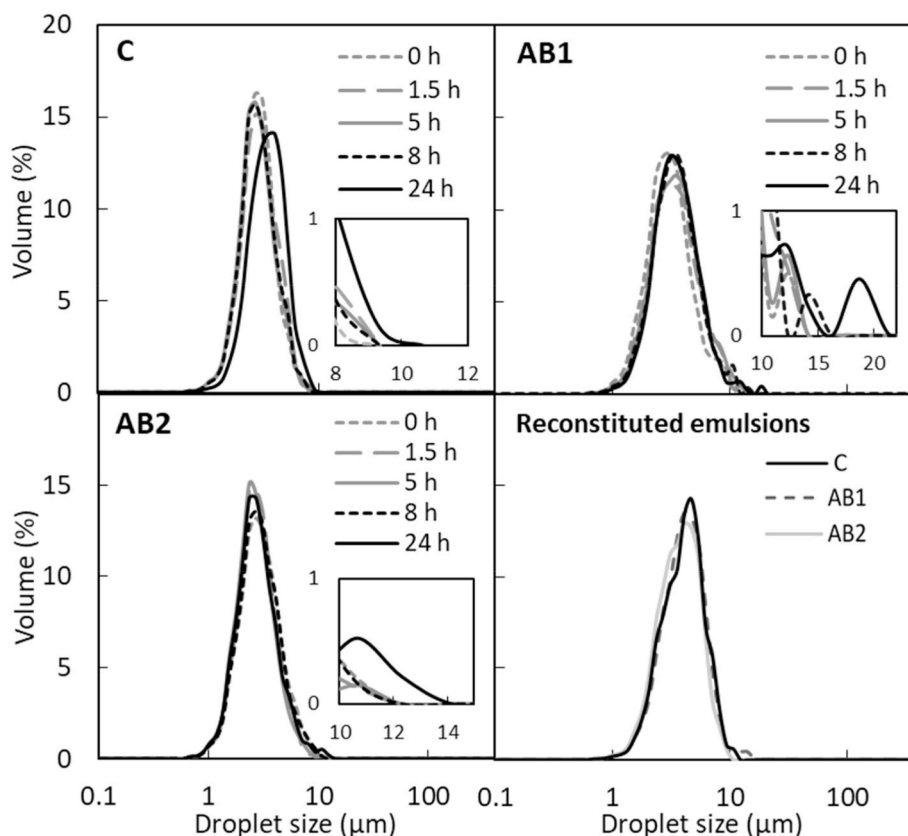 C
0 h
1.5 h
5 h
8 h
24 h
20
15
10
5
0
Volume (%)
1
0
8 10 12
AB1
0 h
1.5 h
5 h
8 h
24 h
1
0
10 15 20
AB2
0 h
1.5 h
5 h
8 h
24 h
15
10
5
0
Volume (%)
1
0
10 12 14
0.1 1 10 100
Droplet size (µm)
Reconstituted emulsions
C
AB1
AB2
0.1 1 10 100
Droplet size (µm)